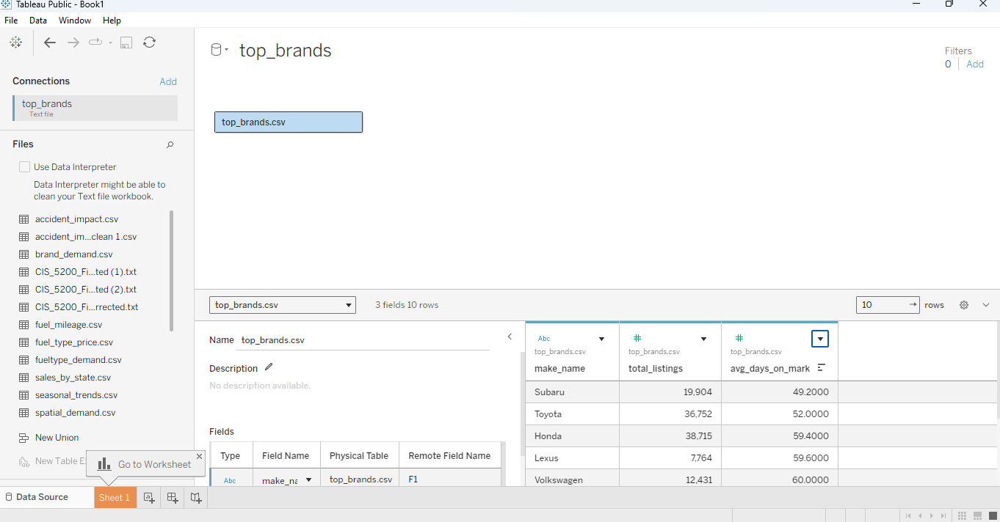 Tableau Public - Book1
File Data Window Help
Connections Add
top_brands
Text file
Files
Use Data Interpreter
Data Interpreter might be able to
clean your Text file workbook.
accident_impact.csv
accident_im...clean 1.csv
brand_demand.csv
CIS_5200_Fi...ted (1).txt
CIS_5200_Fi...ted (2).txt
CIS_5200_Fi...rrected.txt
fuel_mileage.csv
fuel_type_price.csv
fueltype_demand.csv
sales_by_state.csv
seasonal_trends.csv
spatial_demand.csv
New Union
New Table E
Go to Worksheet
top_brands
Filters
0 Add
top_brands.csv
top_brands.csv 3 fields 10 rows 10 rows
Name top_brands.csv
Description
No description available.
Fields
Type Field Name Physical Table Remote Field Name
Abc make_na top_brands.csv F1
Abc # #
top_brands.csv top_brands.csv top_brands.csv
make_name total_listings avg_days_on_mark
Subaru 19,904 49.2000
Toyota 36,752 52.0000
Honda 38,715 59.4000
Lexus 7,764 59.6000
Volkswagen 12,431 60.0000
Data Source Sheet 1